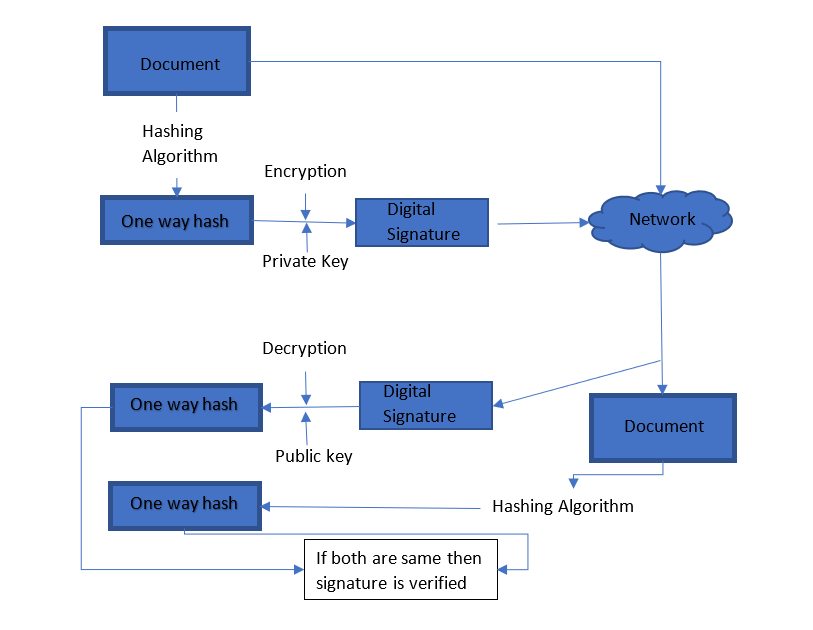 Document
Hashing
Algorithm
Encryption
One way hash
Digital
Signature
Network
Private Key
Decryption
One way hash
Digital
Signature
Document
Public key
One way hash
Hashing Algorithm
If both are same then
signature is verified